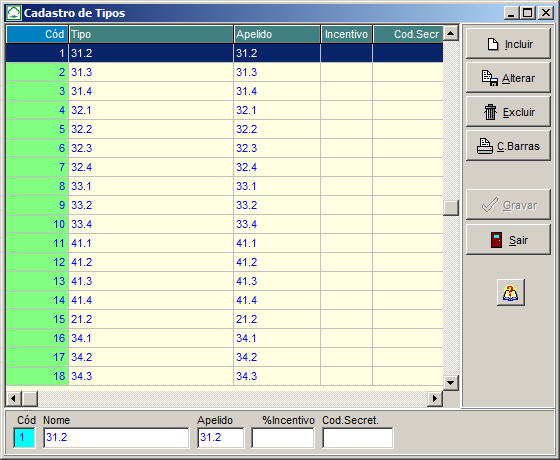 Cadastro de Tipos
Cód Tipo Apelido Incentivo Cod.Secr
1 31.2 31.2
2 31.3 31.3
3 31.4 31.4
4 32.1 32.1
5 32.2 32.2
6 32.3 32.3
7 32.4 32.4
8 33.1 33.1
9 33.2 33.2
10 33.4 33.4
11 41.1 41.1
12 41.2 41.2
13 41.3 41.3
14 41.4 41.4
15 21.2 21.2
16 34.1 34.1
17 34.2 34.2
18 34.3 34.3
Incluir
Alterar
Excluir
C.Barras
Gravar
Sair
Cód Nome Apelido %Incentivo Cod.Secret.
1 31.2 31.2